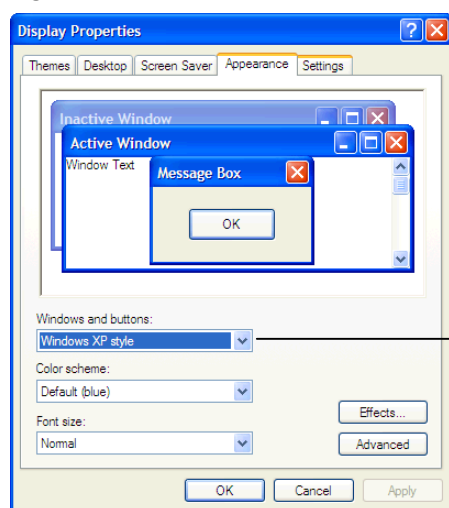 Display Properties
Themes Desktop Screen Saver Appearance Settings
Inactive Window
Active Window
Window Text
Message Box
OK
Windows and buttons:
Windows XP style
Color scheme:
Default (blue)
Effects...
Font size:
Normal
Advanced
OK Cancel Apply